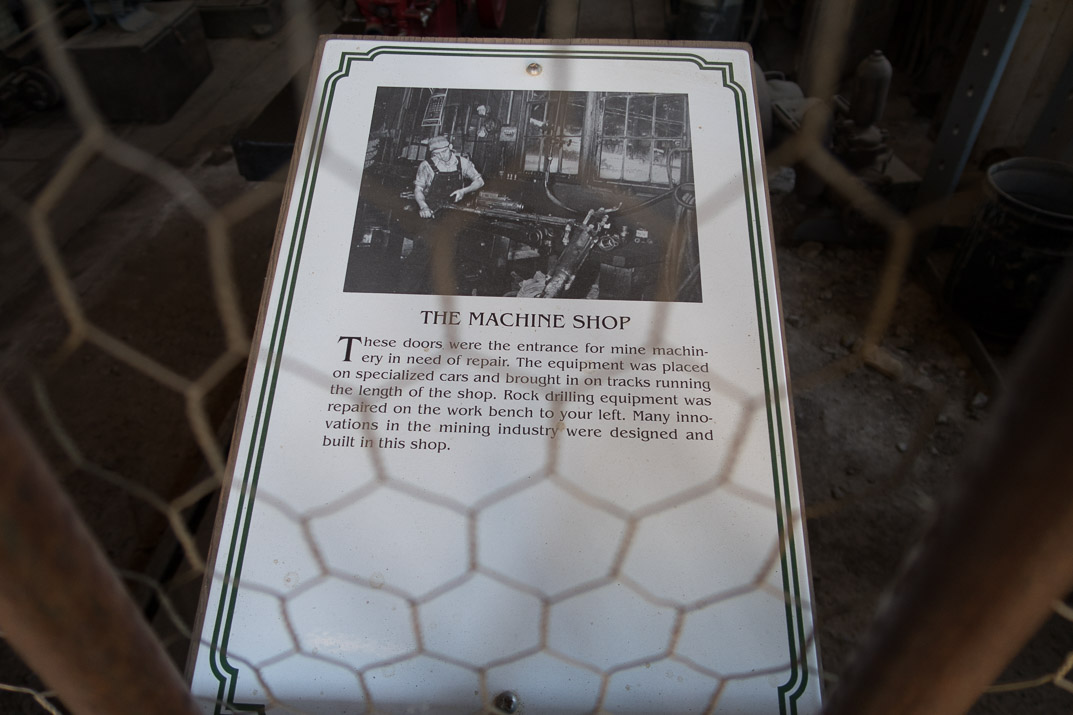 THE MACHINE SHOP
These doors were the entrance for mine machin-
ery in need of repair. The equipment was placed
on specialized cars and brought in on tracks running
the length of the shop. Rock drilling equipment was
repaired on the work bench to your left. Many inno-
vations in the mining industry were designed and
built in this shop.